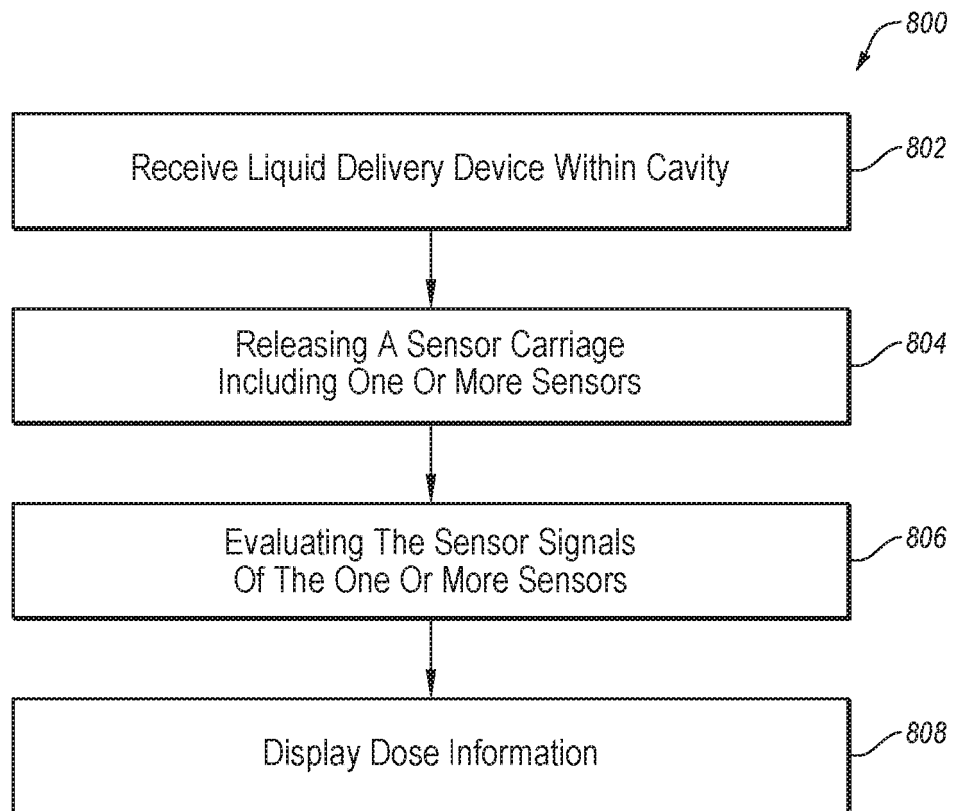 800
Receive Liquid Delivery Device Within Cavity
802
Releasing A Sensor Carriage
Including One Or More Sensors
804
Evaluating The Sensor Signals
Of The One Or More Sensors
806
Display Dose Information
808